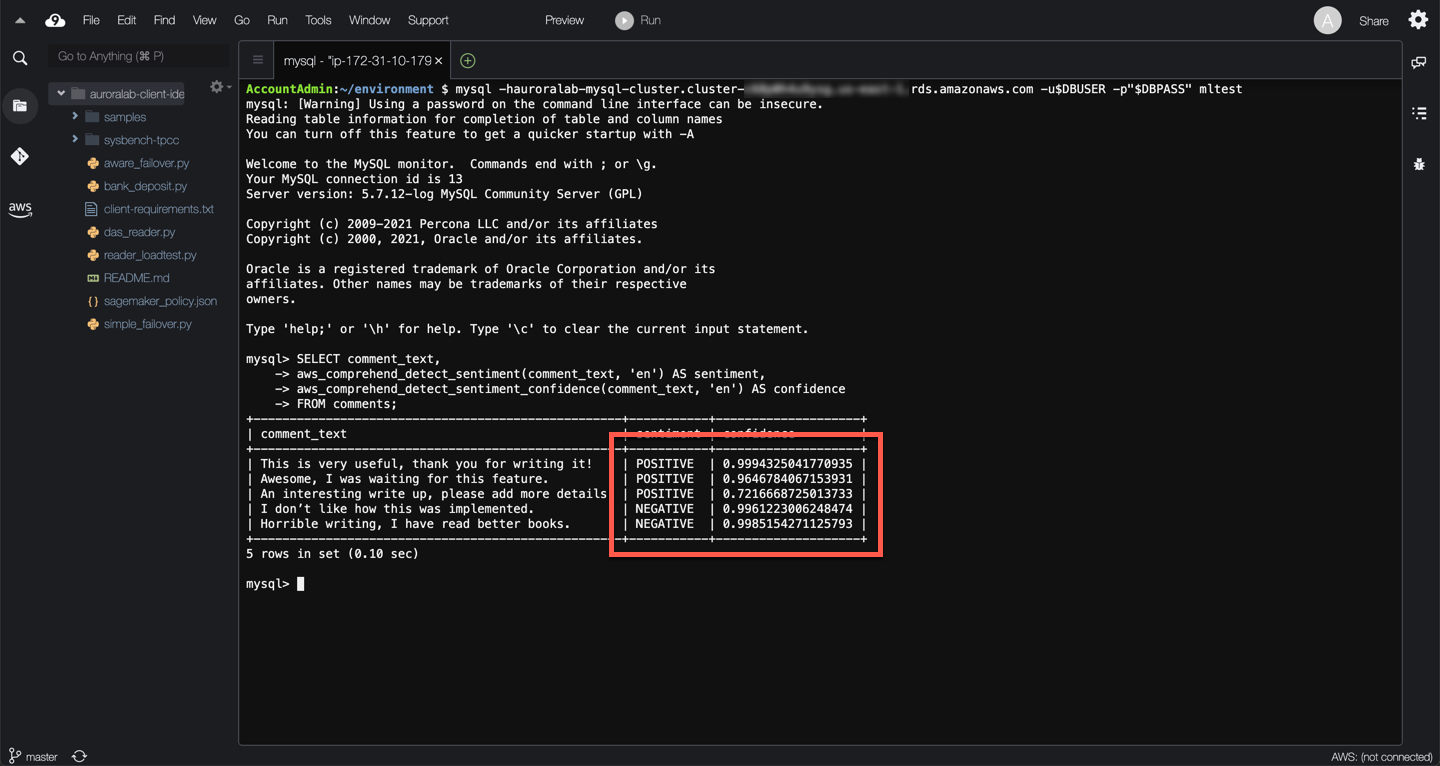 9 File Edit Find View Go Run Tools Window Support Preview Run A Share
Go to Anything (⌘ P)
auroralab-client-ide
samples
sysbench-tpcc
aware_failover.py
bank_deposit.py
client-requirements.txt
das_reader.py
reader_loadtest.py
README.md
sagemaker_policy.json
simple_failover.py
aws
mysql - "ip-172-31-10-179 ×
AccountAdmin:~/environment $ mysql -hauroralab-mysql-cluster.cluster- .rds.amazonaws.com -u$DBUSER -p"$DBPASS" mltest
mysql: [Warning] Using a password on the command line interface can be insecure.
Reading table information for completion of table and column names
You can turn off this feature to get a quicker startup with -A
Welcome to the MySQL monitor.  Commands end with ; or \g.
Your MySQL connection id is 13
Server version: 5.7.12-log MySQL Community Server (GPL)
Copyright (c) 2009-2021 Percona LLC and/or its affiliates
Copyright (c) 2000, 2021, Oracle and/or its affiliates.
Oracle is a registered trademark of Oracle Corporation and/or its
affiliates. Other names may be trademarks of their respective
owners.
Type 'help;' or '\h' for help. Type '\c' to clear the current input statement.
mysql> SELECT comment_text,
    -> aws_comprehend_detect_sentiment(comment_text, 'en') AS sentiment,
    -> aws_comprehend_detect_sentiment_confidence(comment_text, 'en') AS confidence
    -> FROM comments;
| comment_text | sentiment | confidence |
| This is very useful, thank you for writing it! | POSITIVE | 0.9994325041770935 |
| Awesome, I was waiting for this feature. | POSITIVE | 0.9646784067153931 |
| An interesting write up, please add more details | POSITIVE | 0.7216668725013733 |
| I don’t like how this was implemented. | NEGATIVE | 0.9961223006248474 |
| Horrible writing, I have read better books. | NEGATIVE | 0.9985154271125793 |
5 rows in set (0.10 sec)
mysql>
master
AWS: (not connected)